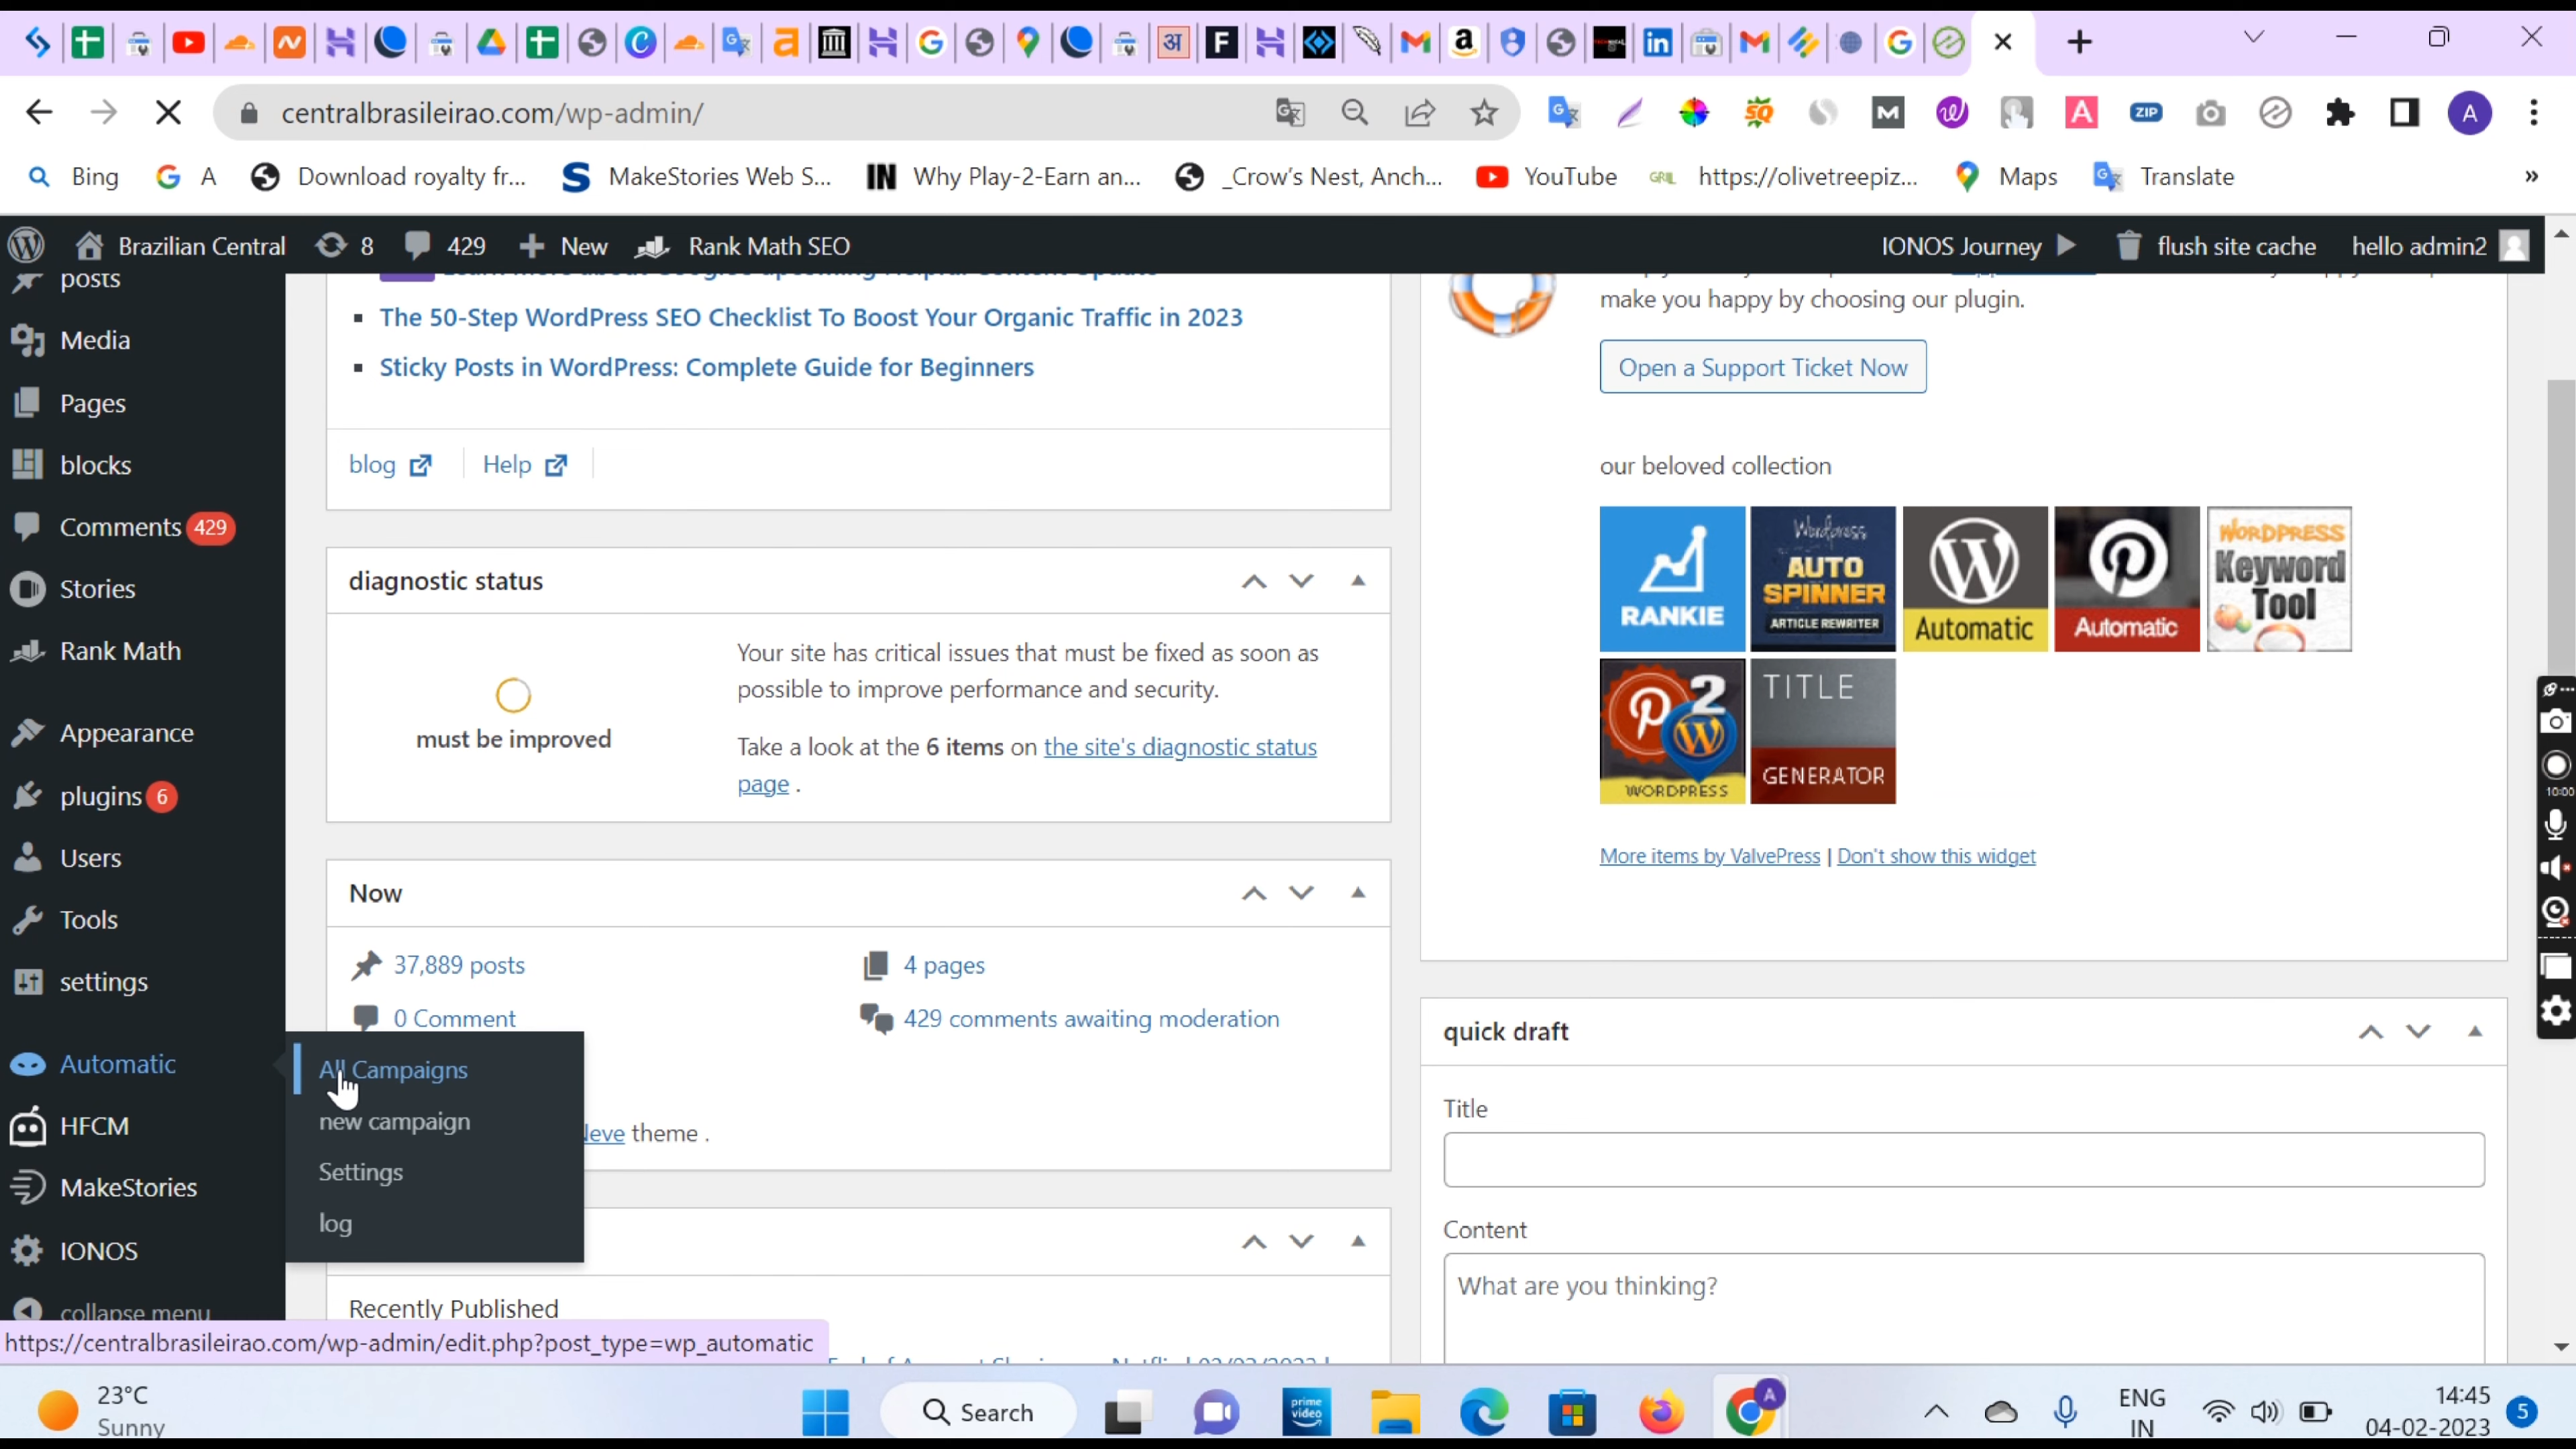 centralbrasileirao.com/wp-admin/
Bing
A
Download royalty fr...
MakeStories Web S...
Why Play-2-Earn an...
_Crow's Nest, Anch...
YouTube
https://olivetreepiz...
Maps
Translate
»
Brazilian Central
8
429
New
Rank Math SEO
IONOS Journey
flush site cache
hello admin2
posts
Media
Pages
blocks
Comments 429
Stories
Rank Math
Appearance
plugins 6
Users
Tools
settings
Automatic
HFCM
MakeStories
IONOS
collapse menu
All Campaigns
new campaign
Settings
log
The 50-Step WordPress SEO Checklist To Boost Your Organic Traffic in 2023
Sticky Posts in WordPress: Complete Guide for Beginners
blog
Help
diagnostic status
must be improved
Your site has critical issues that must be fixed as soon as
possible to improve performance and security.
Take a look at the 6 items on the site's diagnostic status
page .
Now
37,889 posts
4 pages
0 Comment
429 comments awaiting moderation
theme .
Recently Published
make you happy by choosing our plugin.
Open a Support Ticket Now
our beloved collection
RANKIE
Wordpress
AUTO
SPINNER
ARTICLE REWRITER
Automatic
Automatic
WORDPRESS
Keyword
Tool
2
WORDPRESS
TITLE
GENERATOR
More items by ValvePress | Don't show this widget
quick draft
Title
Content
What are you thinking?
10:00
https://centralbrasileirao.com/wp-admin/edit.php?post_type=wp_automatic
23°C
Sunny
Search
prime
video
A
ENG
IN
14:45
04-02-2023
5